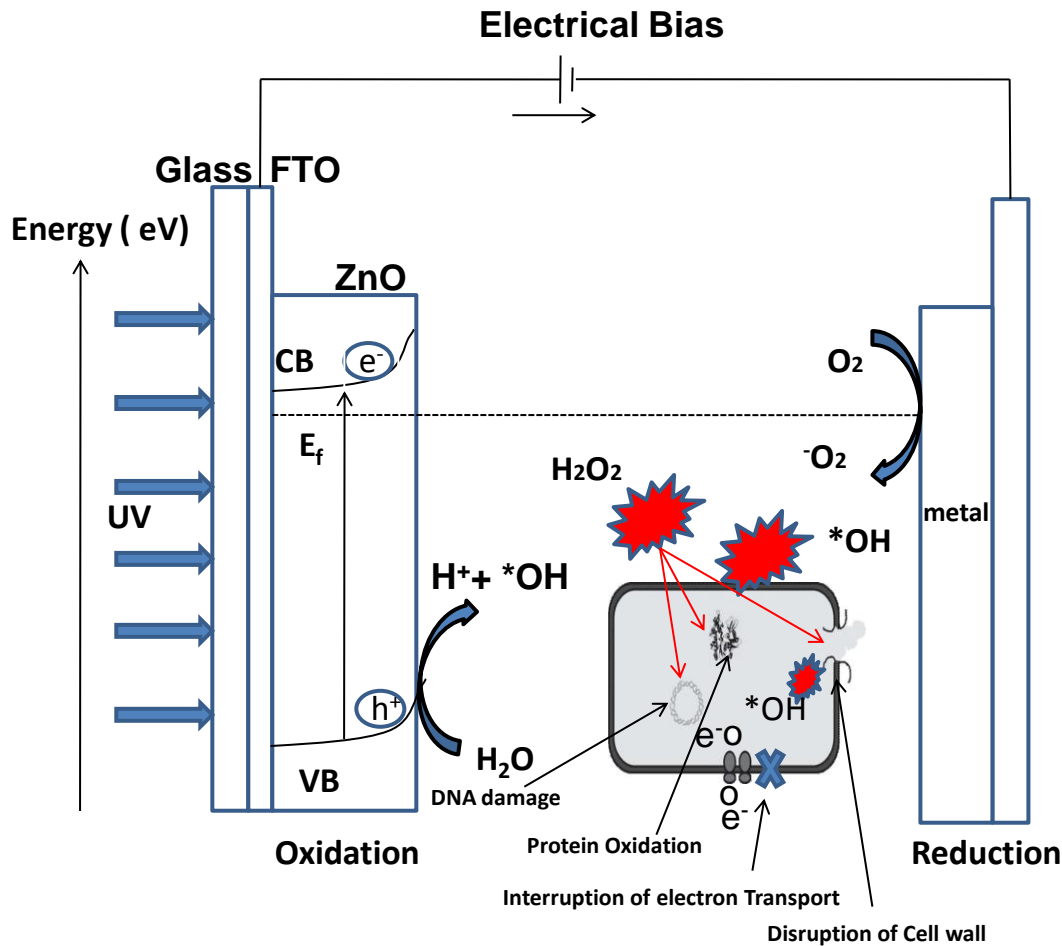 Electrical Bias
Glass FTO
Energy ( eV)
ZnO
CB
e⁻
O₂
E_f
⁻O₂
H₂O₂
UV
metal
*OH
H⁺+ *OH
h⁺
*OH
e⁻O
H₂O
VB
DNA damage
O
e⁻
Protein Oxidation
Oxidation
Reduction
Interruption of electron Transport
Disruption of Cell wall